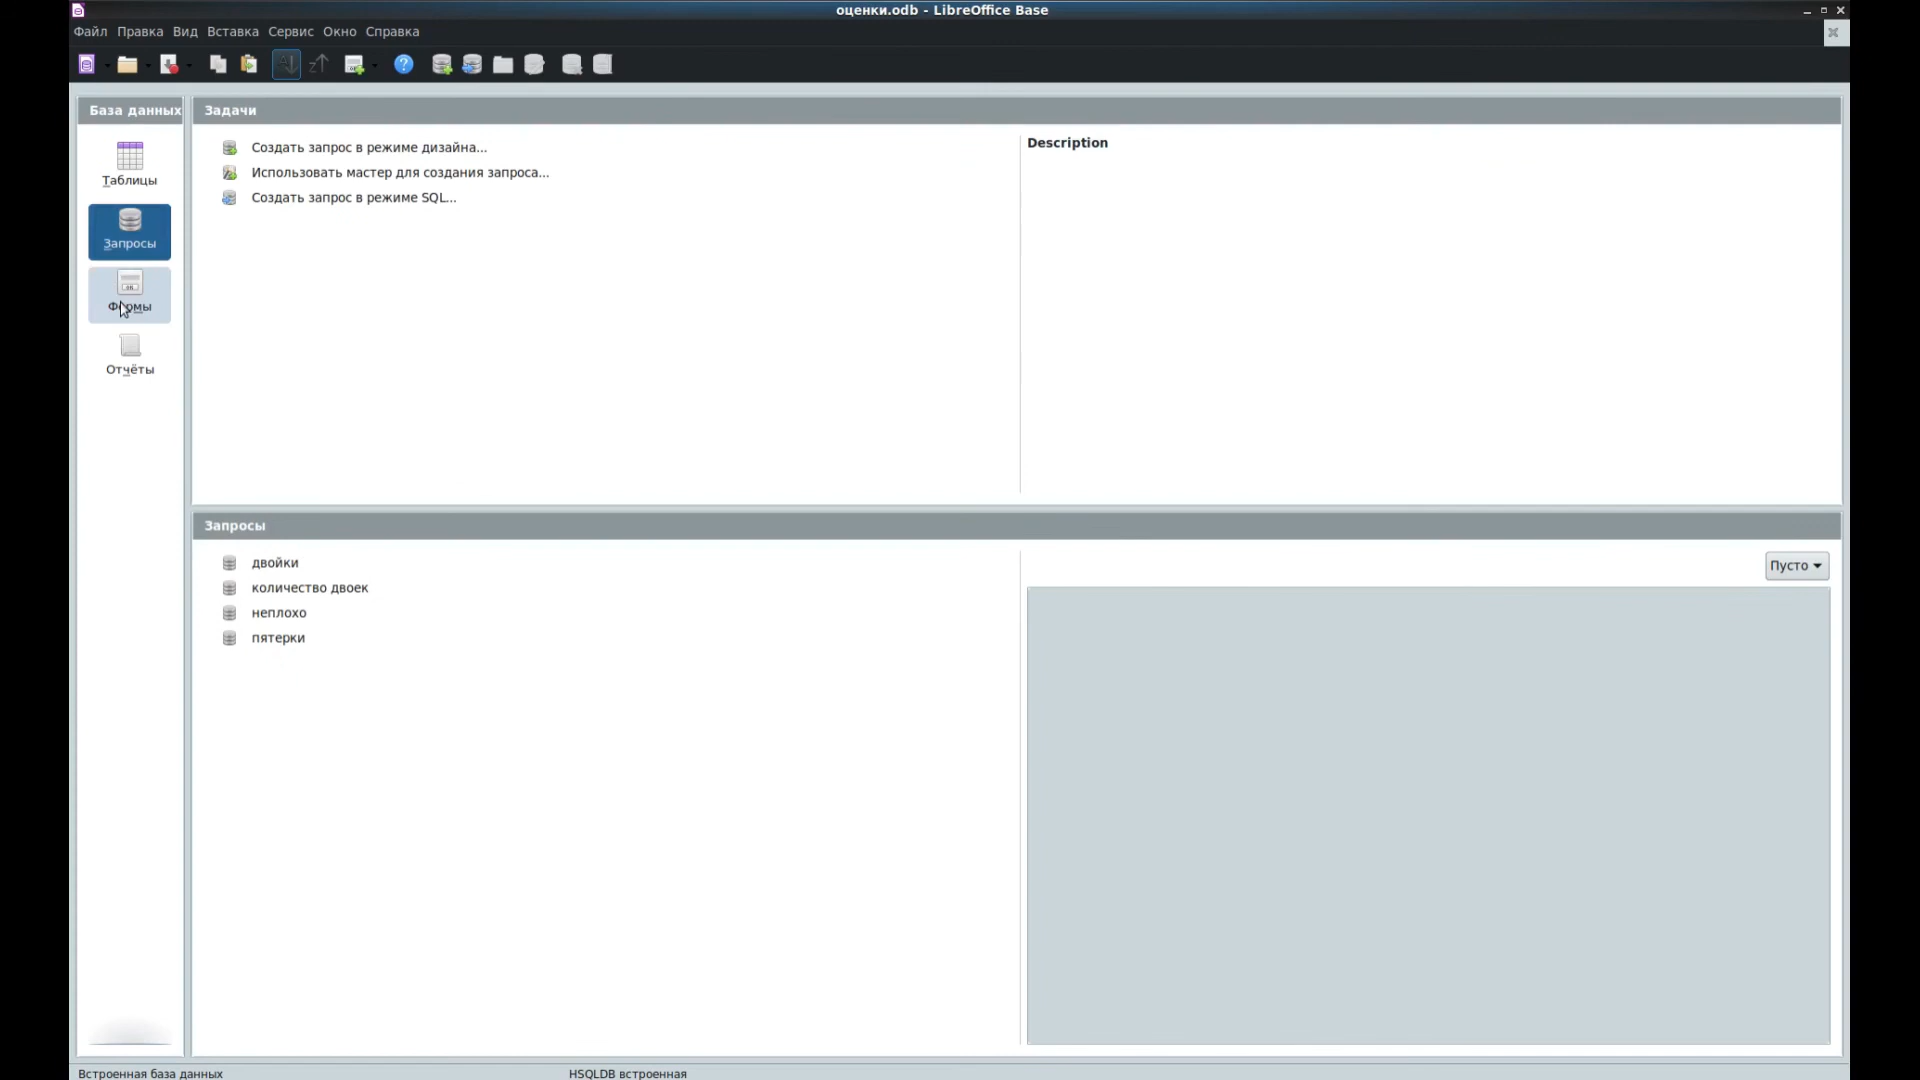 оценки.odb - LibreOffice Base
Файл Правка Вид Вставка Сервис Окно Справка
База данных
Таблицы
Запросы
Формы
Отчёты
Задачи
Создать запрос в режиме дизайна...
Использовать мастер для создания запроса...
Создать запрос в режиме SQL...
Description
Запросы
двойки
количество двоек
неплохо
пятерки
Пусто
Встроенная база данных
HSQLDB встроенная